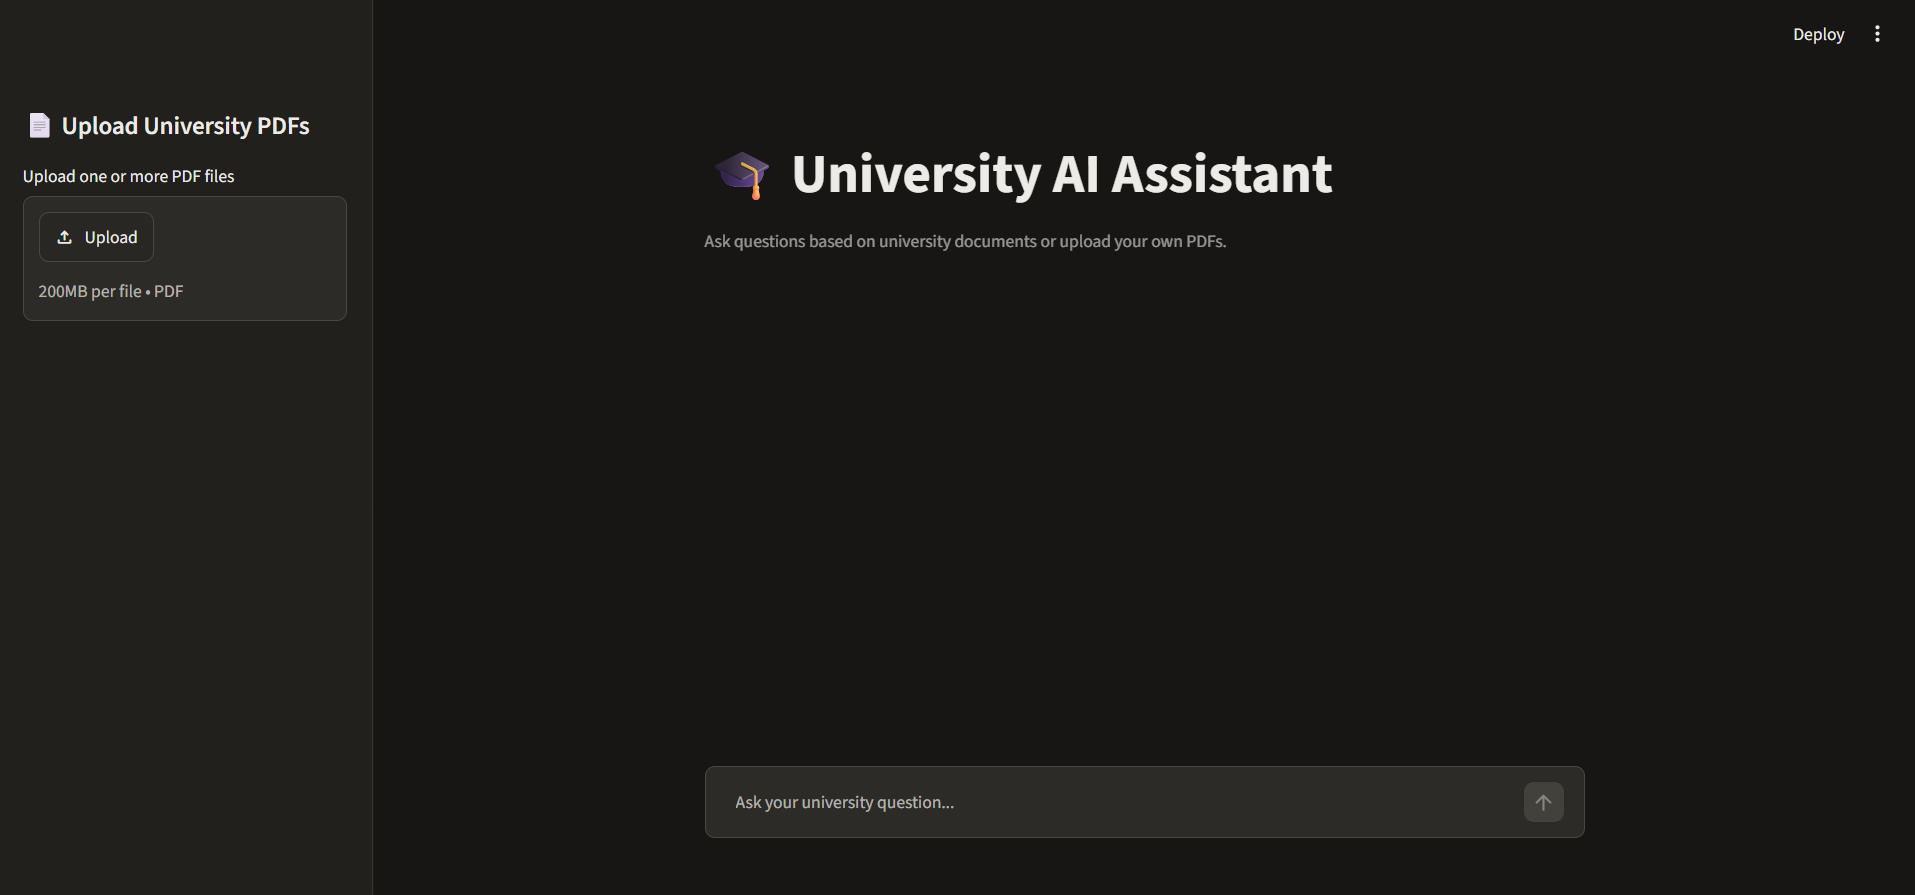 Deploy
Upload University PDFs
Upload one or more PDF files
Upload
200MB per file • PDF
University AI Assistant
Ask questions based on university documents or upload your own PDFs.
Ask your university question...